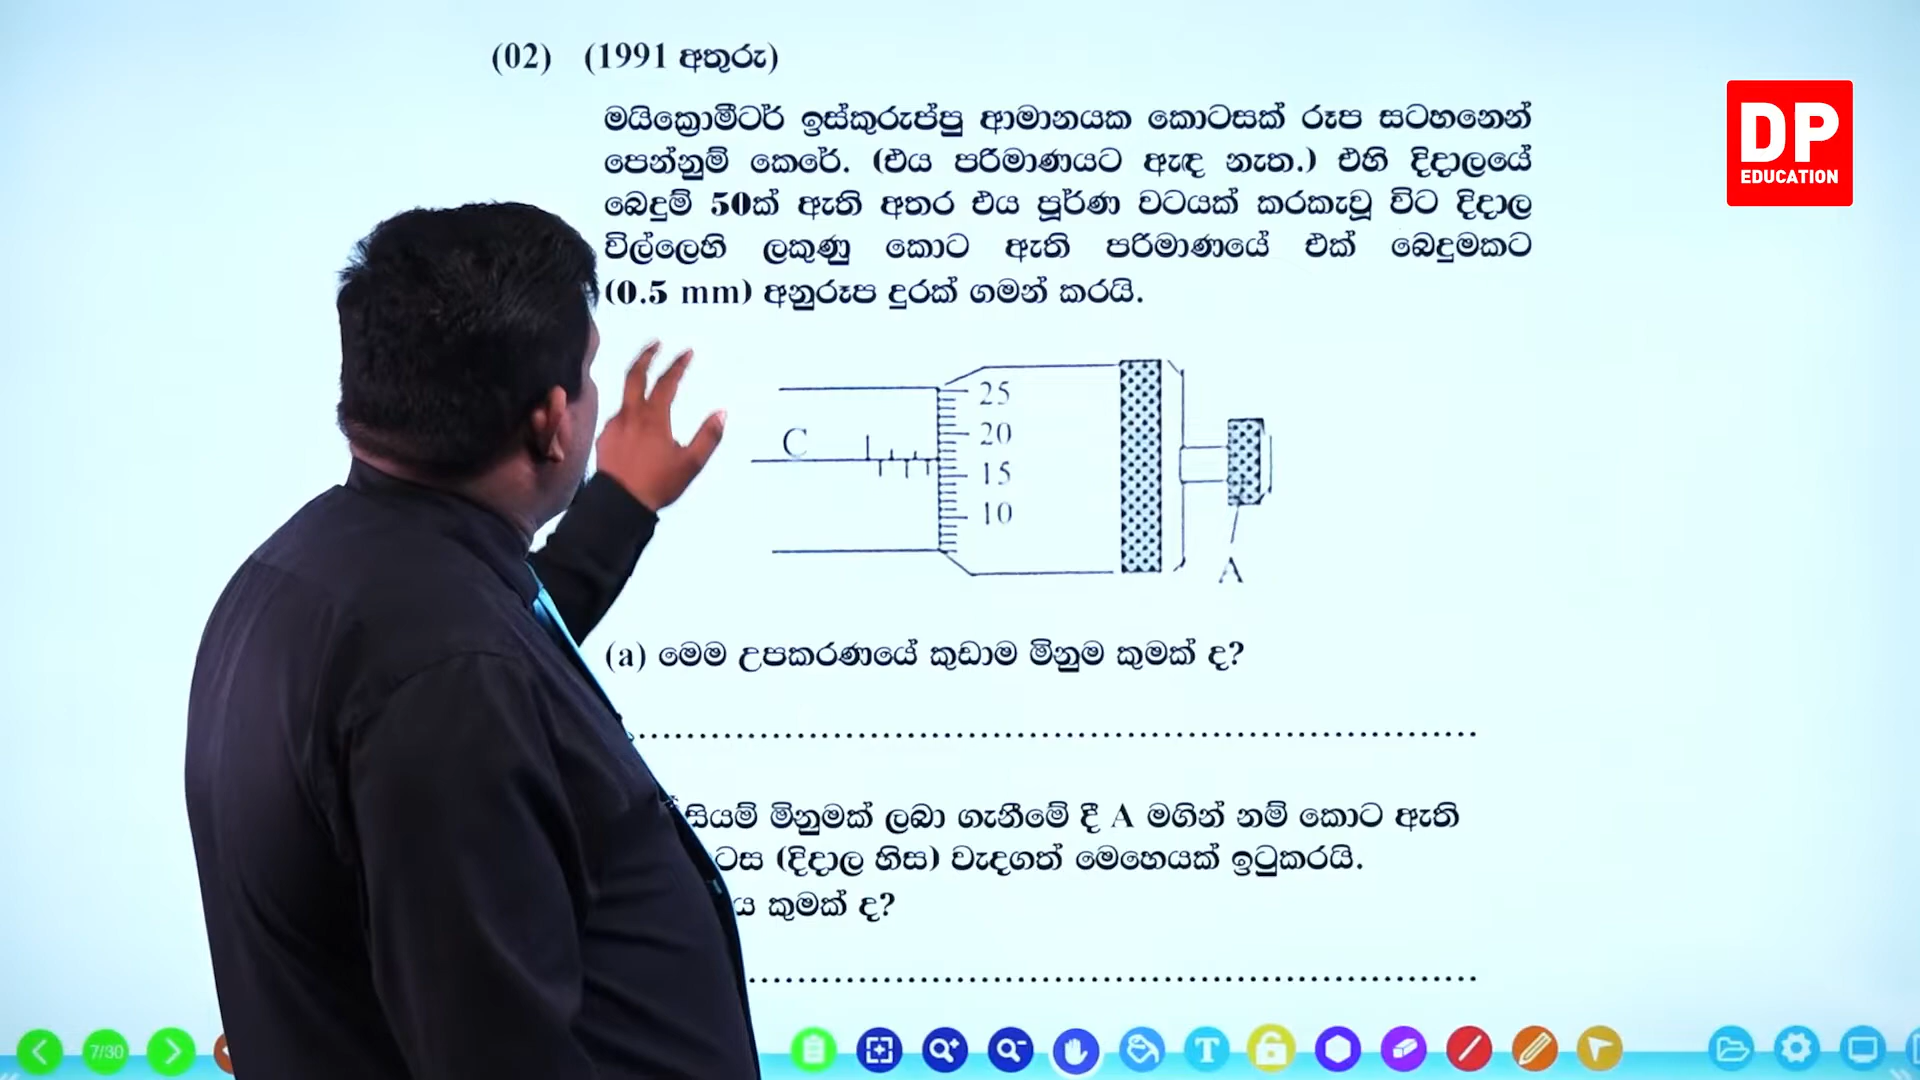 (02) (1991 අතුරු)
DP
EDUCATION
මයික්‍රොමීටර් ඉස්කුරුප්පු ආමානයක කොටසක් රූප සටහනෙන්
පෙන්නුම් කෙරේ. (එය පරිමාණයට ඇඳ නැත.) එහි දිදාලයේ
බෙදුම් 50ක් ඇති අතර එය පූර්ණ වටයක් කරකැවූ විට දිදාල
විල්ලෙහි ලකුණු කොට ඇති පරිමාණයේ එක් බෙදුමකට
(0.5 mm) අනුරූප දුරක් ගමන් කරයි.
25
20
C
15
10
A
(a) මෙම උපකරණයේ කුඩාම මිනුම කුමක් ද?
සියම් මිනුමක් ලබා ගැනීමේ දී A මගින් නම් කොට ඇති
(දිදාල හිස) වැදගත් මෙහෙයක් ඉටුකරයි.
කුමක් ද?
7/30
T